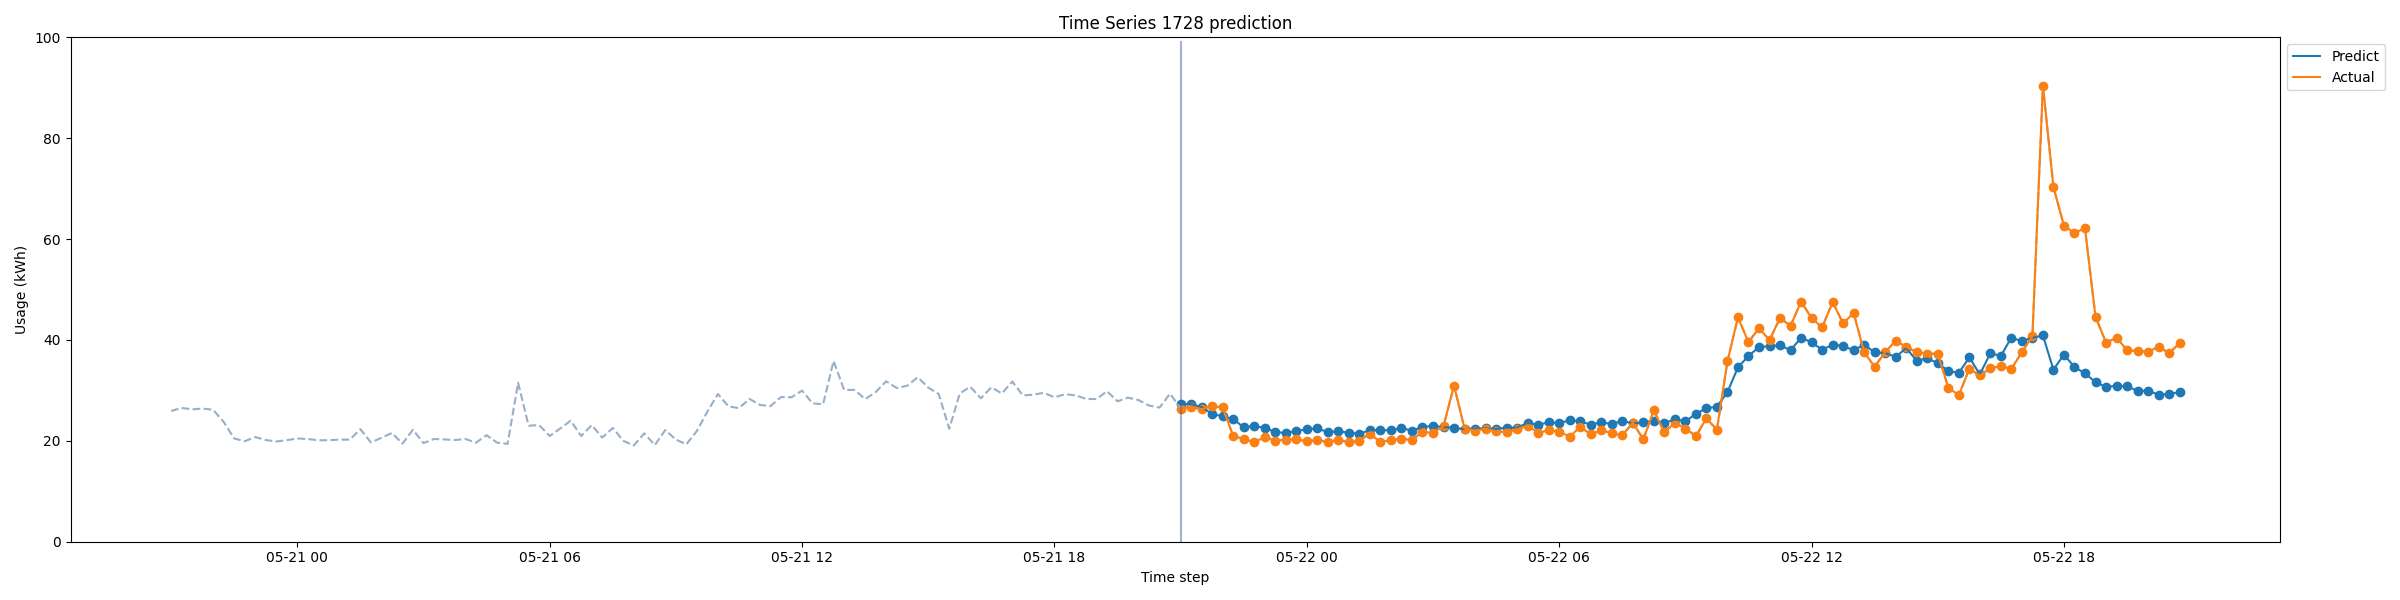 Time Series 1728 prediction
100
80
60
40
20
0
Usage (kWh)
05-21 00
05-21 06
05-21 12
05-21 18
05-22 00
05-22 06
05-22 12
05-22 18
Time step
Predict
Actual